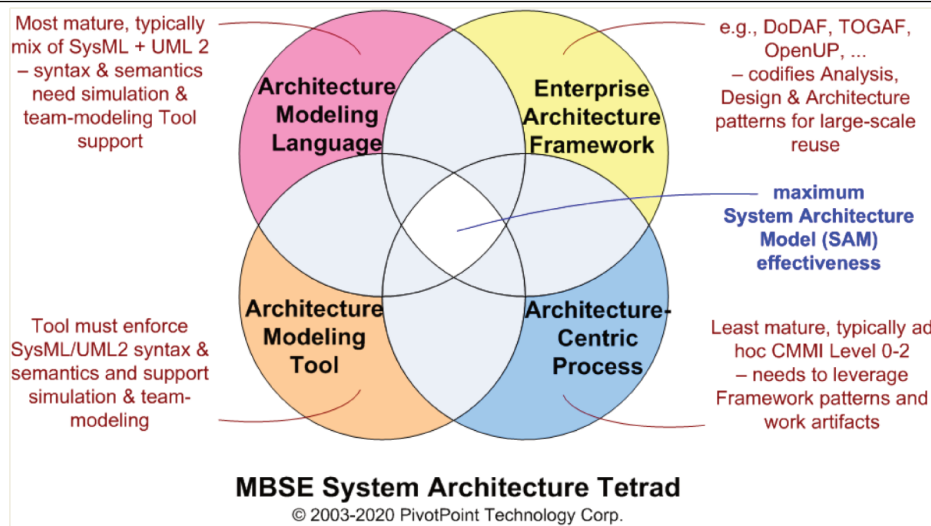 Most mature, typically
mix of SysML + UML 2
– syntax & semantics
need simulation &
team-modeling Tool
support
Architecture
Modeling
Language
Enterprise
Architecture
Framework
e.g., DoDAF, TOGAF,
OpenUP, ...
– codifies Analysis,
Design & Architecture
patterns for large-scale
reuse
maximum
System Architecture
Model (SAM)
effectiveness
Tool must enforce
SysML/UML2 syntax &
semantics and support
simulation & team-
modeling
Architecture
Modeling
Tool
Architecture-
Centric
Process
Least mature, typically ad
hoc CMMI Level 0-2
– needs to leverage
Framework patterns and
work artifacts
MBSE System Architecture Tetrad
© 2003-2020 PivotPoint Technology Corp.